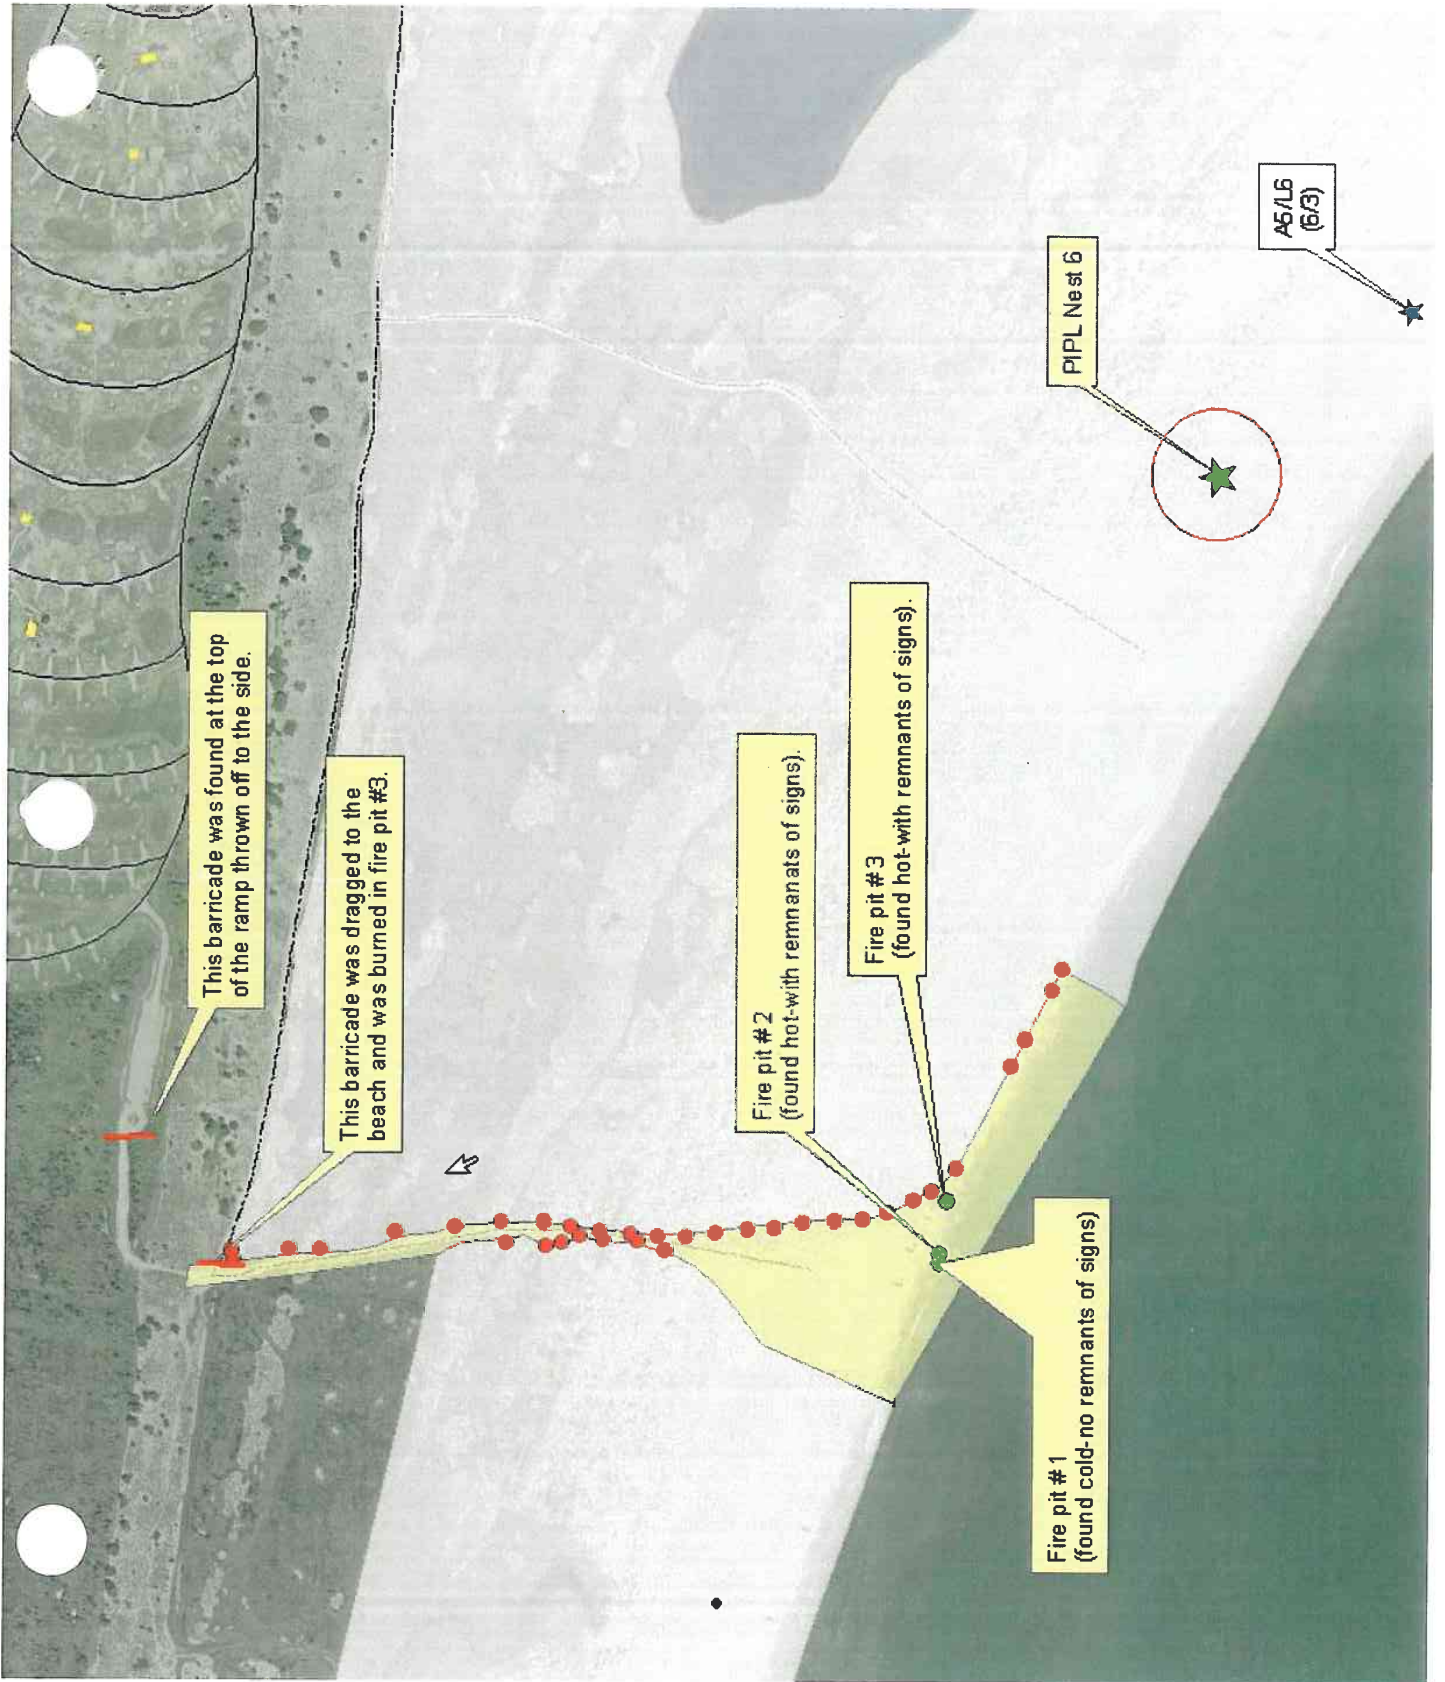 This barricade was found at the top
of the ramp thrown off to the side.
This barricade was dragged to the
beach and was burned in fire pit #3.
Fire pit # 2
(found hot-with remnanats of signs).
Fire pit # 3
(found hot-with remnants of signs).
Fire pit # 1
(found cold-no remnants of signs)
PIPL Nest 6
A5/L6
(6/3)